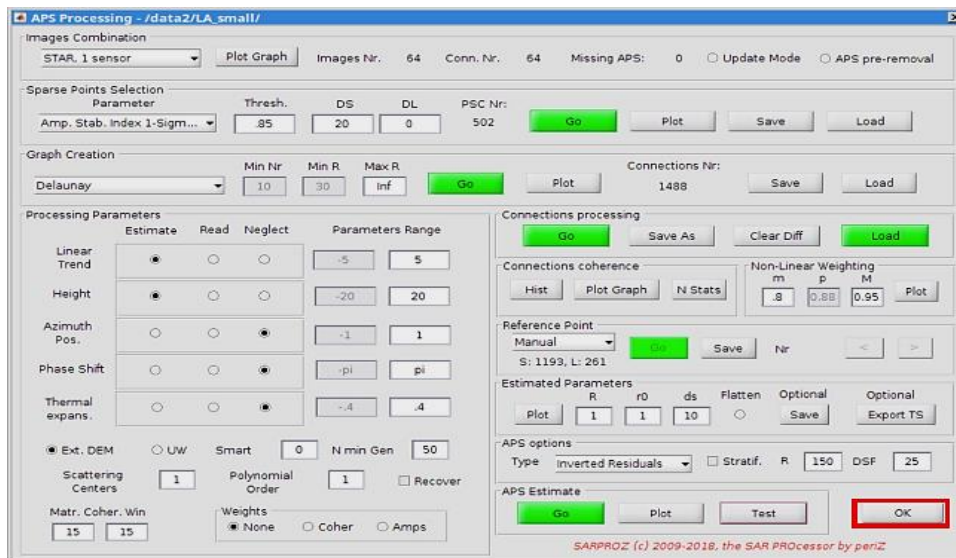 APS Processing - /data2/LA_small/
Images Combination
STAR, 1 sensor Plot Graph Images Nr. 64 Conn. Nr. 64 Missing APS: 0 Update Mode APS pre-removal
Sparse Points Selection
Parameter Thresh. DS DL PSC Nr:
Amp. Stab. Index 1-Sigm... .85 20 0 502 Go Plot Save Load
Graph Creation
Min Nr Min R Max R Connections Nr:
Delaunay 10 30 Inf Go Plot 1488 Save Load
Processing Parameters
Estimate Read Neglect Parameters Range
Linear Trend -5 5
Height -20 20
Azimuth Pos. -1 1
Phase Shift -pi pi
Thermal expans. -.4 .4
Ext. DEM UW Smart 0 N min Gen 50
Scattering Centers 1 Polynomial Order 1 Recover
Matr. Coher. Win
15 15
Weights
None Coher Amps
Connections processing
Go Save As Clear Diff Load
Connections coherence
Hist Plot Graph N Stats
Non-Linear Weighting
m p M
.8 0.88 0.95 Plot
Reference Point
Manual Go Save Nr < >
S: 1193, L: 261
Estimated Parameters
R r0 ds Flatten Optional Optional
Plot 1 1 10 Save Export TS
APS options
Type Inverted Residuals Stratif. R 150 DSF 25
APS Estimate
Go Plot Test OK
SARPROZ (c) 2009-2018, the SAR PROcessor by periZ